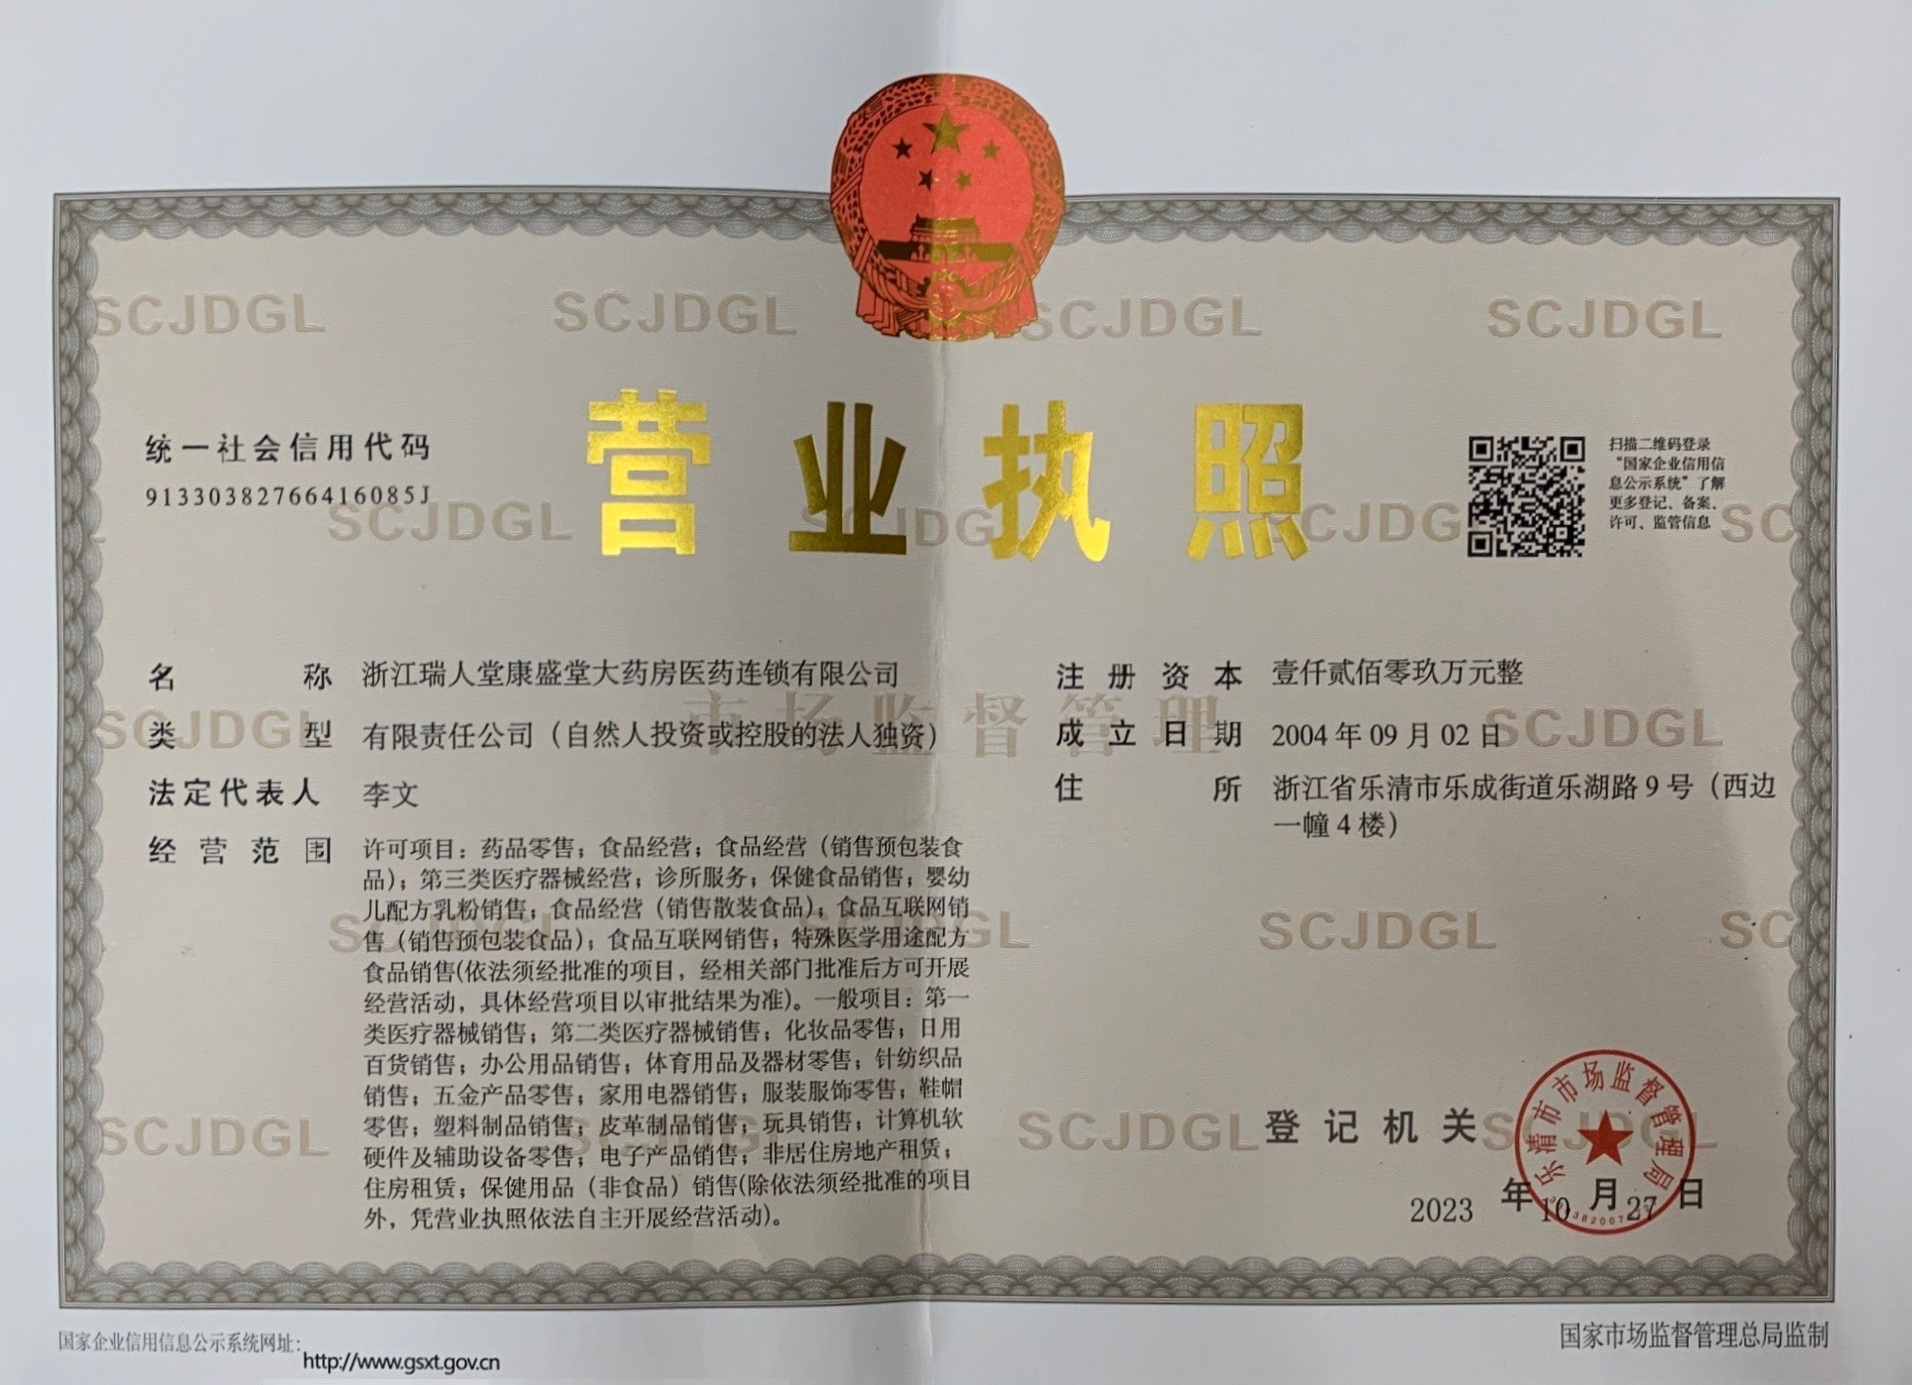 营业执照
统一社会信用代码
91330382766416085J
扫描二维码登录
“国家企业信用信
息公示系统”了解
更多登记、备案、
许可、监管信息
名称 浙江瑞人堂康盛堂大药房医药连锁有限公司
类型 有限责任公司（自然人投资或控股的法人独资）
法定代表人 李文
经营范围 许可项目：药品零售；食品经营；食品经营（销售预包装食
品）；第三类医疗器械经营；诊所服务；保健食品销售；婴幼
儿配方乳粉销售；食品经营（销售散装食品）；食品互联网销
售（销售预包装食品）；食品互联网销售；特殊医学用途配方
食品销售(依法须经批准的项目，经相关部门批准后方可开展
经营活动，具体经营项目以审批结果为准)。一般项目：第一
类医疗器械销售；第二类医疗器械销售；化妆品零售；日用
百货销售；办公用品销售；体育用品及器材零售；针纺织品
销售；五金产品零售；家用电器销售；服装服饰零售；鞋帽
零售；塑料制品销售；皮革制品销售；玩具销售；计算机软
硬件及辅助设备零售；电子产品销售；非居住房地产租赁；
住房租赁；保健用品（非食品）销售(除依法须经批准的项目
外，凭营业执照依法自主开展经营活动)。
注册资本 壹仟贰佰零玖万元整
成立日期 2004年09月02日
住所 浙江省乐清市乐成街道乐湖路9号（西边
一幢4楼）
登记机关
乐清市市场监督管理局
2023年10月27日
国家企业信用信息公示系统网址：
http://www.gsxt.gov.cn
国家市场监督管理总局监制
SCJDGL
市场监督管理